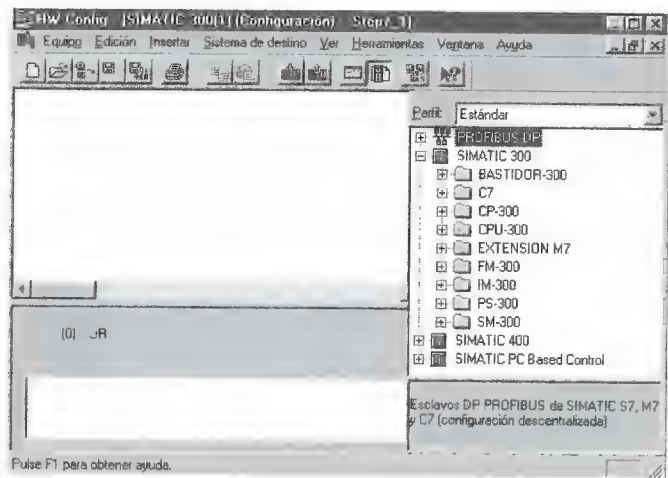 HW Config - [SIMATIC 300(1) (Configuración) -- Step7_1]
Equipo Edición Insertar Sistema de destino Ver Herramientas Ventana Ayuda
Perfil: Estándar
PROFIBUS-DP
SIMATIC 300
BASTIDOR-300
C7
CP-300
CPU-300
EXTENSION M7
FM-300
IM-300
PS-300
SM-300
SIMATIC 400
SIMATIC PC Based Control
(0)
Esclavos DP PROFIBUS de SIMATIC S7, M7
y C7 (configuración descentralizada)
Pulse F1 para obtener ayuda.